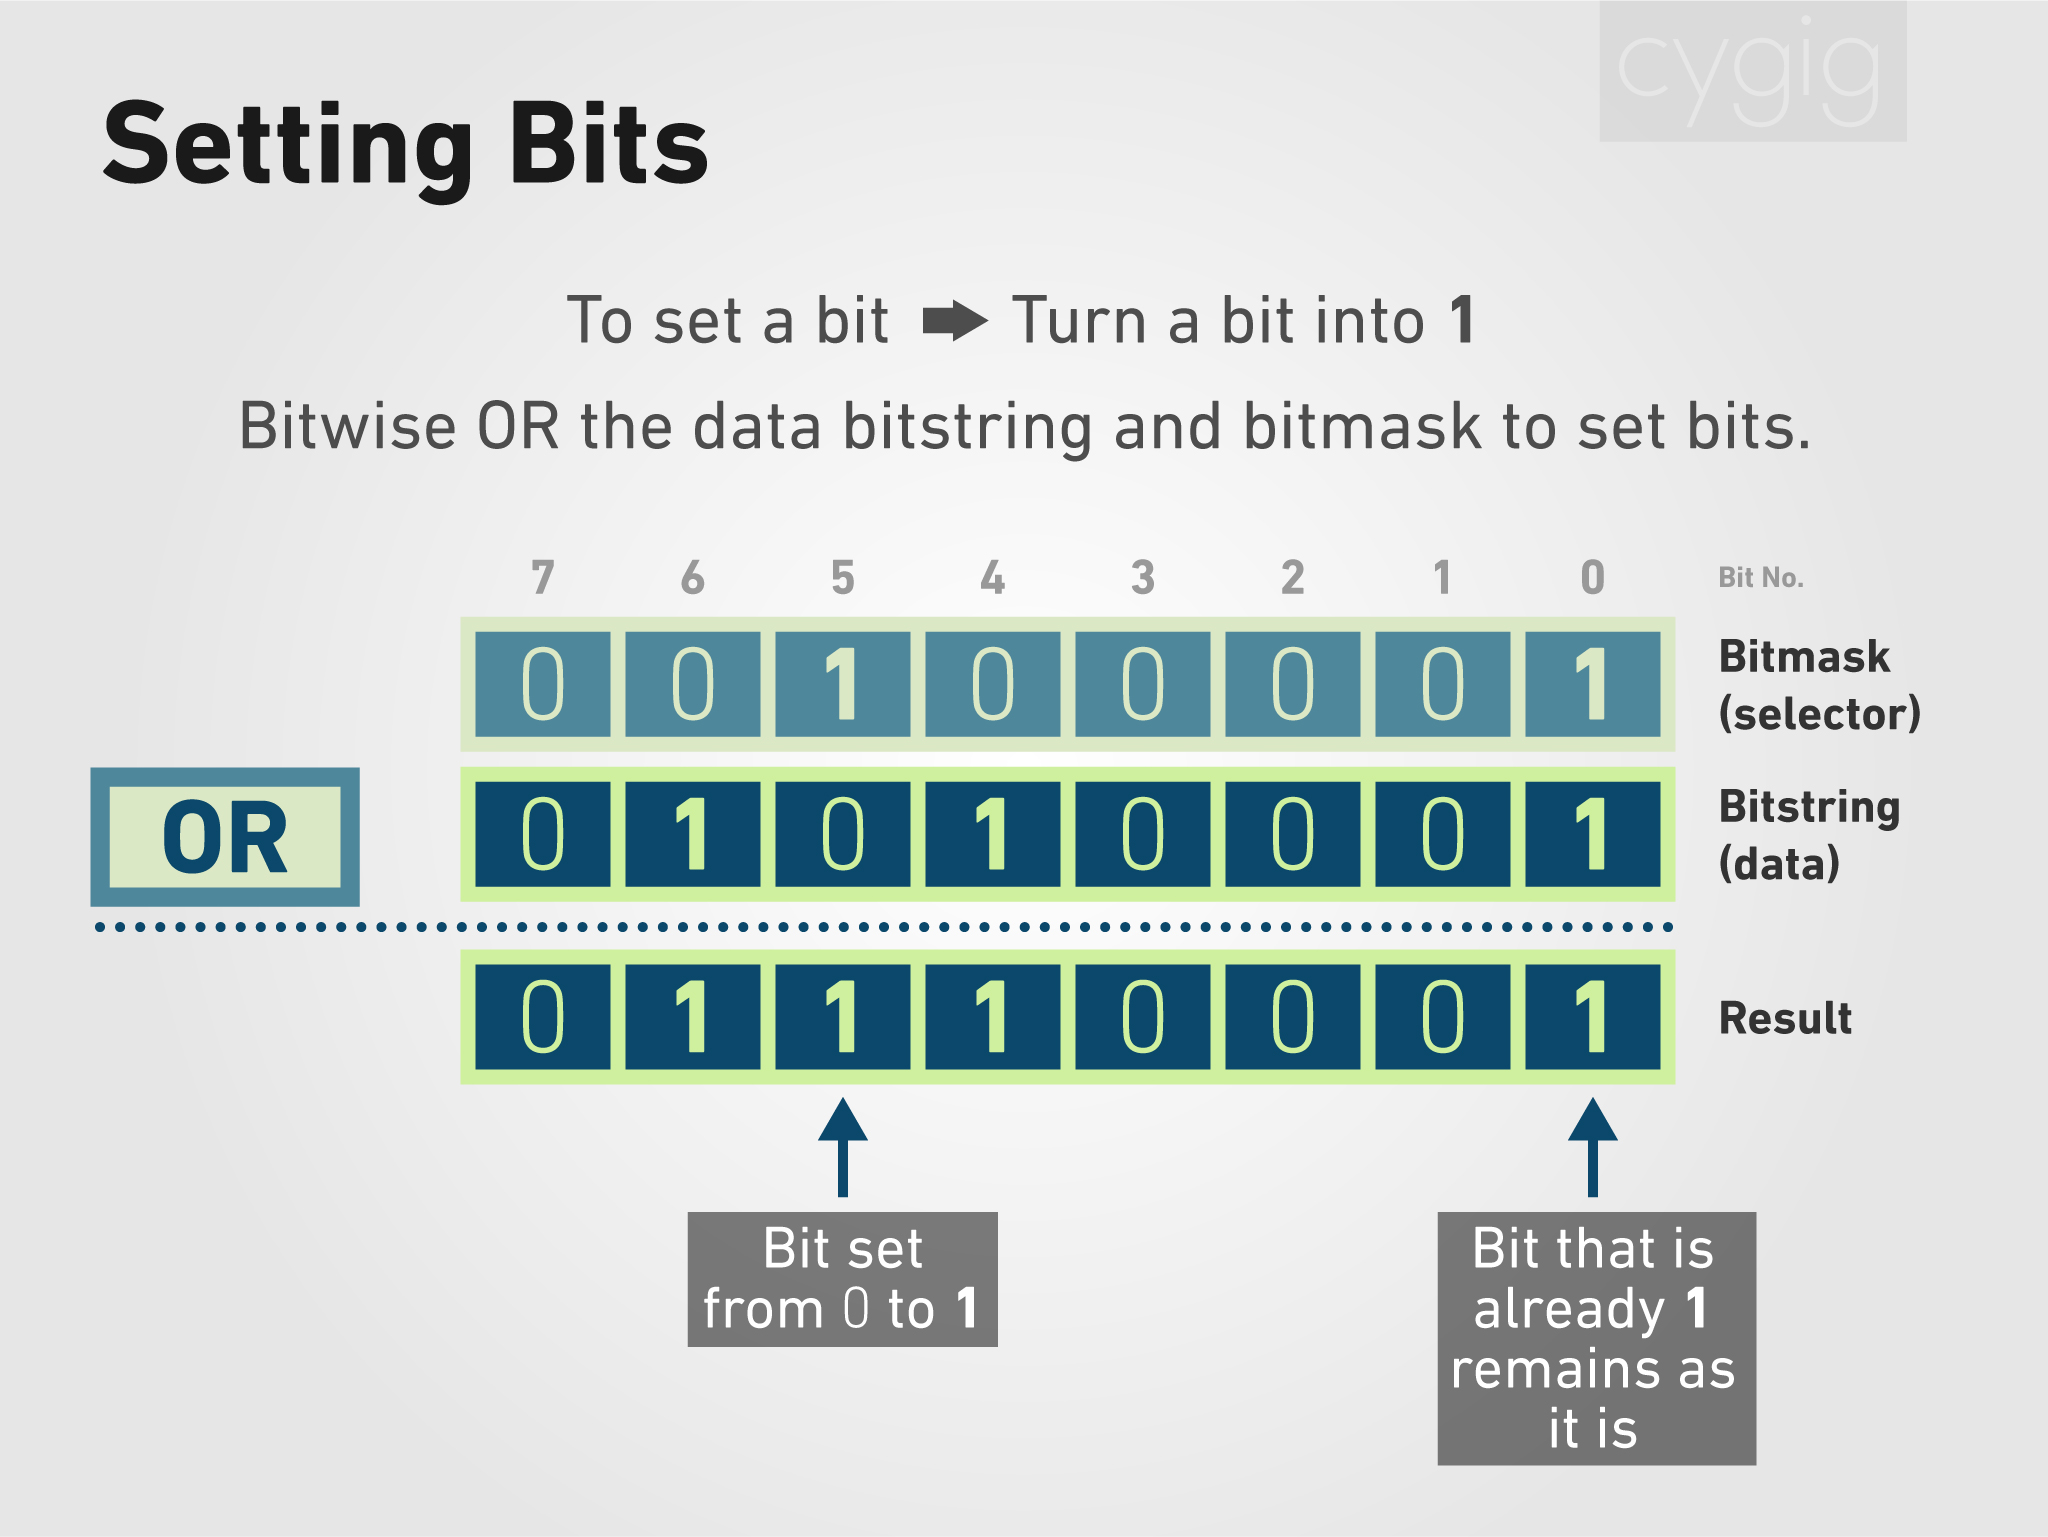 cygig
Setting Bits
To set a bit Turn a bit into 1
Bitwise OR the data bitstring and bitmask to set bits.
7 6 5 4 3 2 1 0 Bit No.
0 0 1 0 0 0 0 1 Bitmask
(selector)
OR 0 1 0 1 0 0 0 1 Bitstring
(data)
0 1 1 1 0 0 0 1 Result
Bit set
from 0 to 1
Bit that is
already 1
remains as
it is